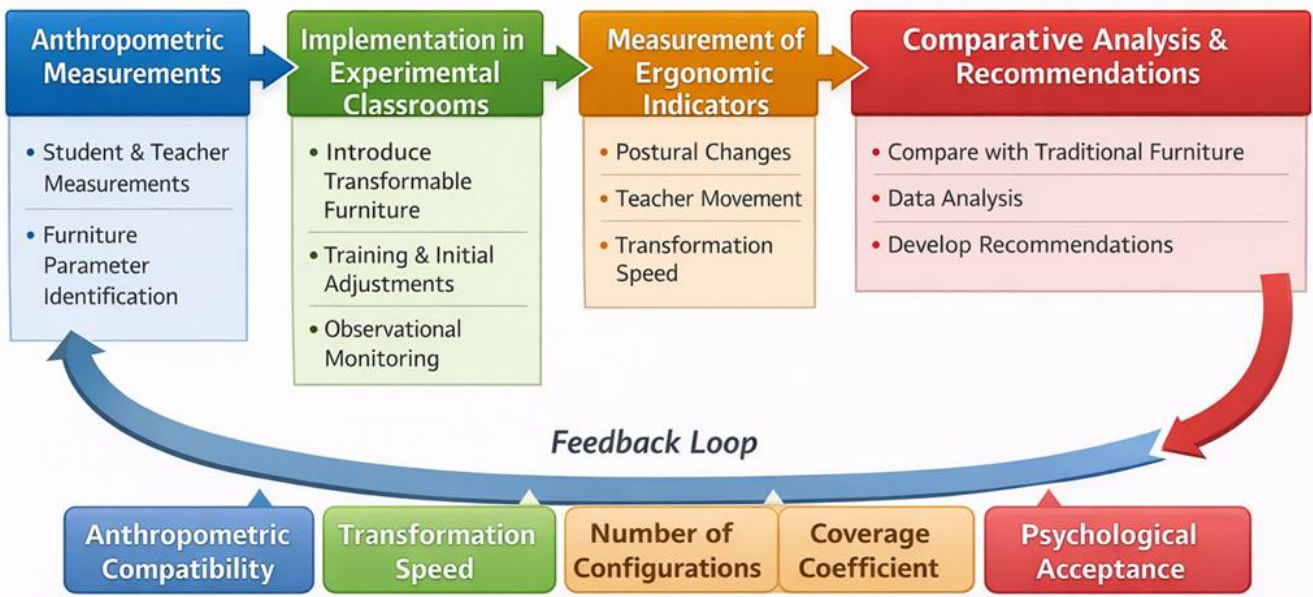 Anthropometric
Measurements
• Student & Teacher
Measurements
• Furniture
Parameter
Identification
Implementation in
Experimental
Classrooms
• Introduce
Transformable
Furniture
• Training & Initial
Adjustments
• Observational
Monitoring
Measurement of
Ergonomic
Indicators
• Postural Changes
• Teacher Movement
• Transformation
Speed
Comparative Analysis &
Recommendations
• Compare with Traditional Furniture
• Data Analysis
• Develop Recommendations
Feedback Loop
Anthropometric
Compatibility
Transformation
Speed
Number of
Configurations
Coverage
Coefficient
Psychological
Acceptance